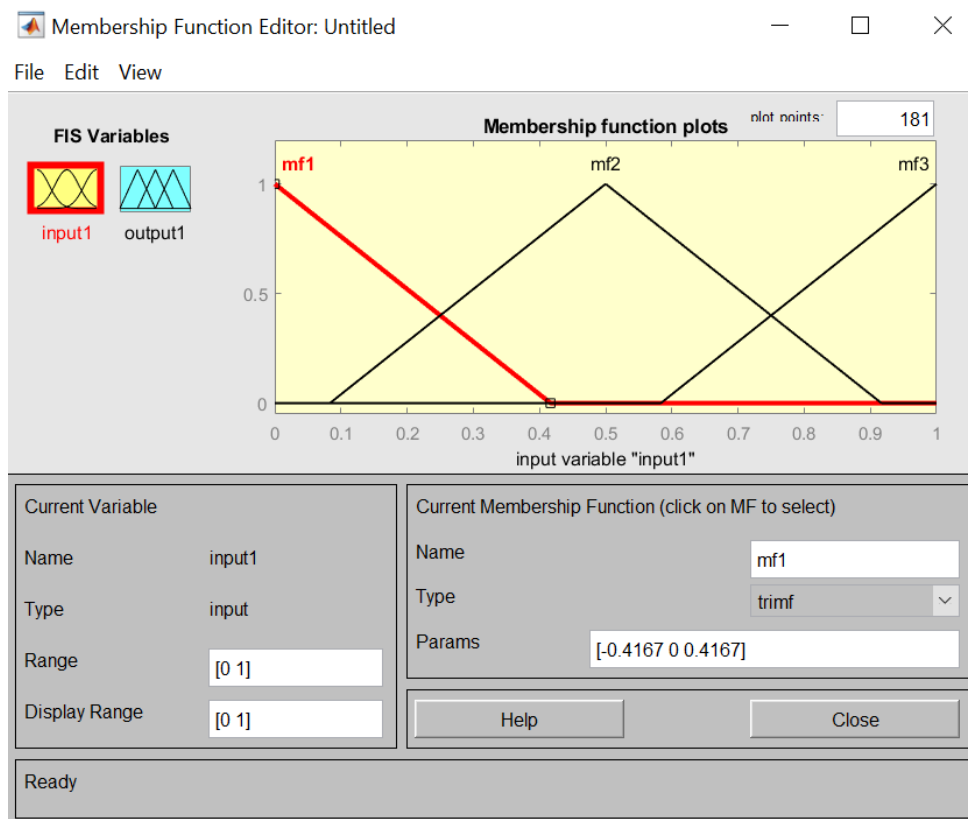 Membership Function Editor: Untitled
File Edit View
FIS Variables
Membership function plots
plot points:
181
input1
output1
mf1
mf2
mf3
1
0.5
0
0 0.1 0.2 0.3 0.4 0.5 0.6 0.7 0.8 0.9 1
input variable "input1"
Current Variable
Name input1
Type input
Range [0 1]
Display Range [0 1]
Current Membership Function (click on MF to select)
Name mf1
Type trimf
Params [-0.4167 0 0.4167]
Help Close
Ready